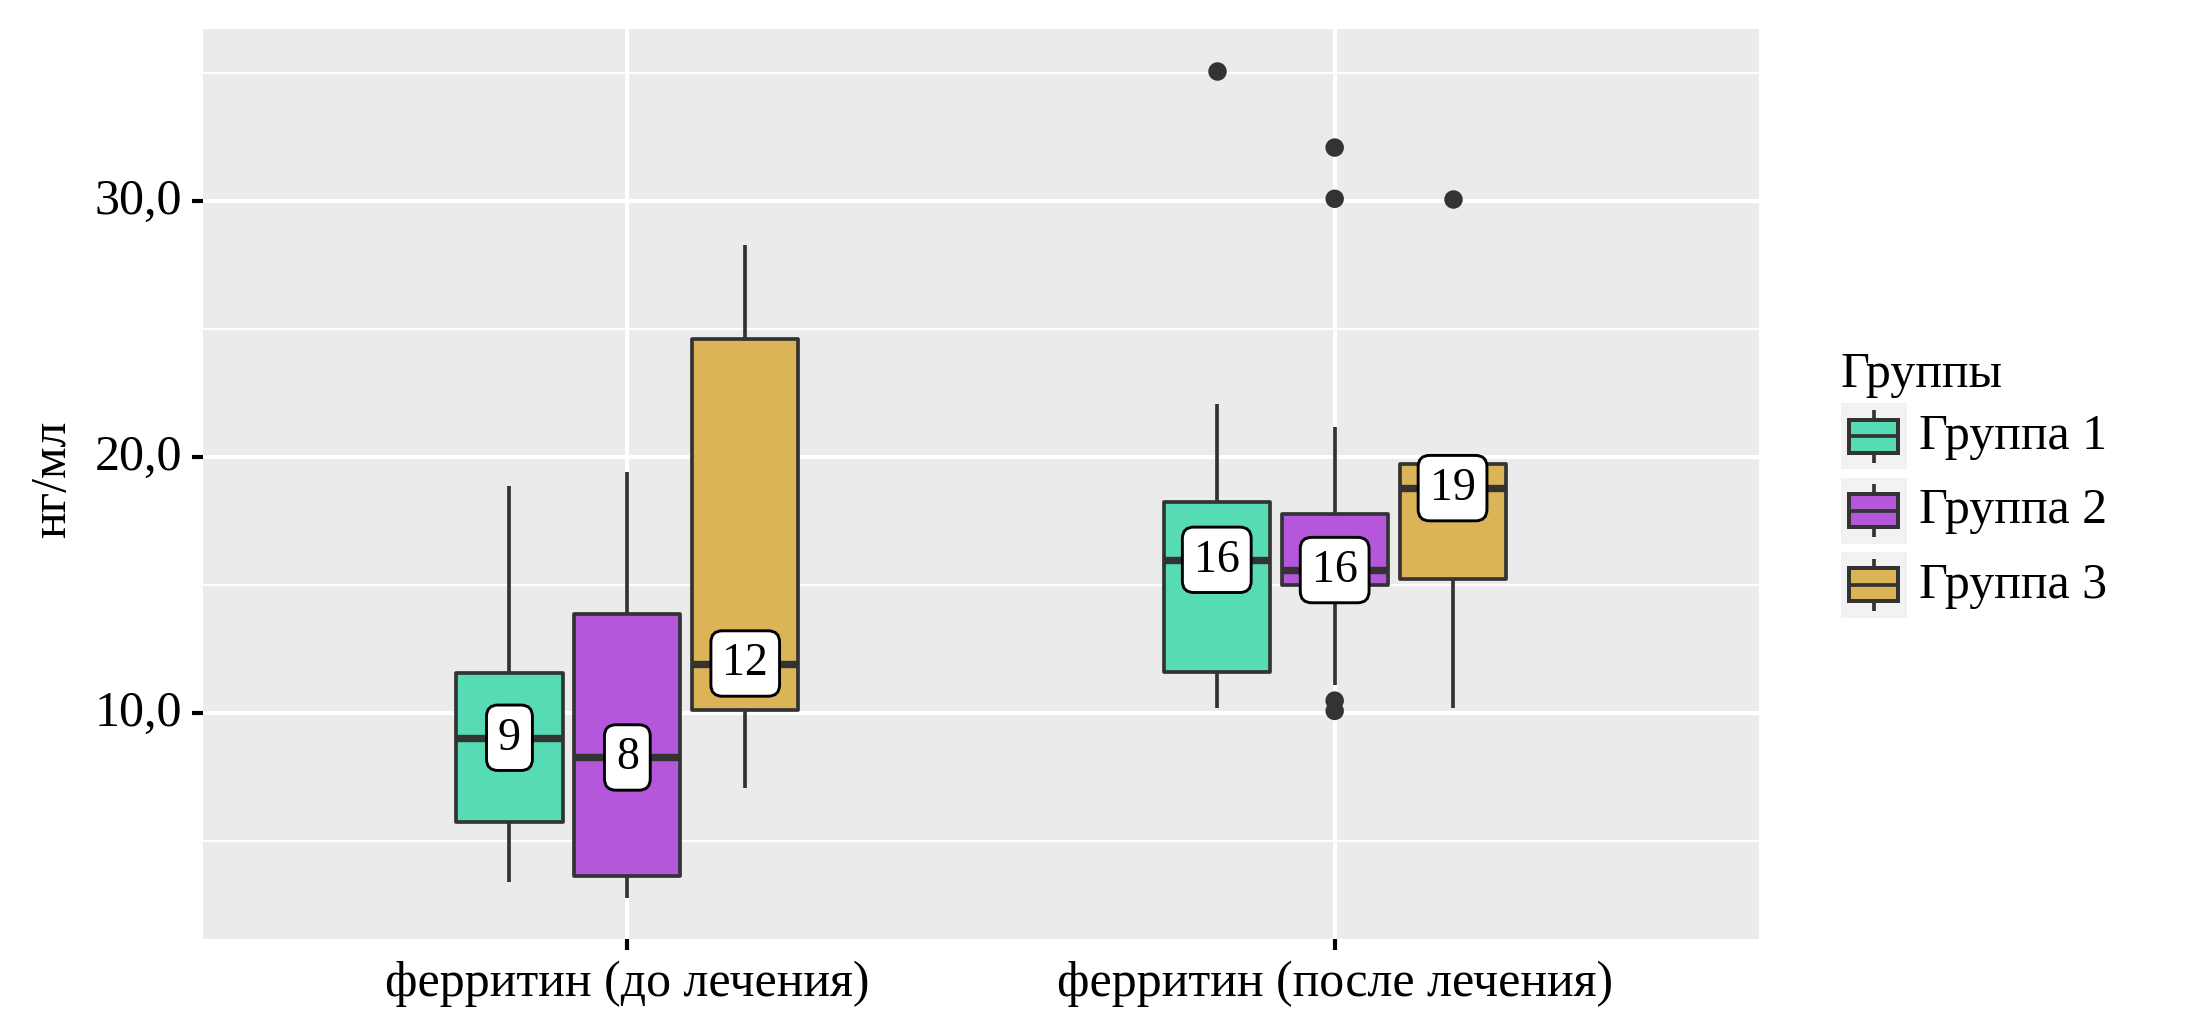 нг/мл
30,0
20,0
10,0
9
8
12
16
16
19
ферритин (до лечения)
ферритин (после лечения)
Группы
Группа 1
Группа 2
Группа 3